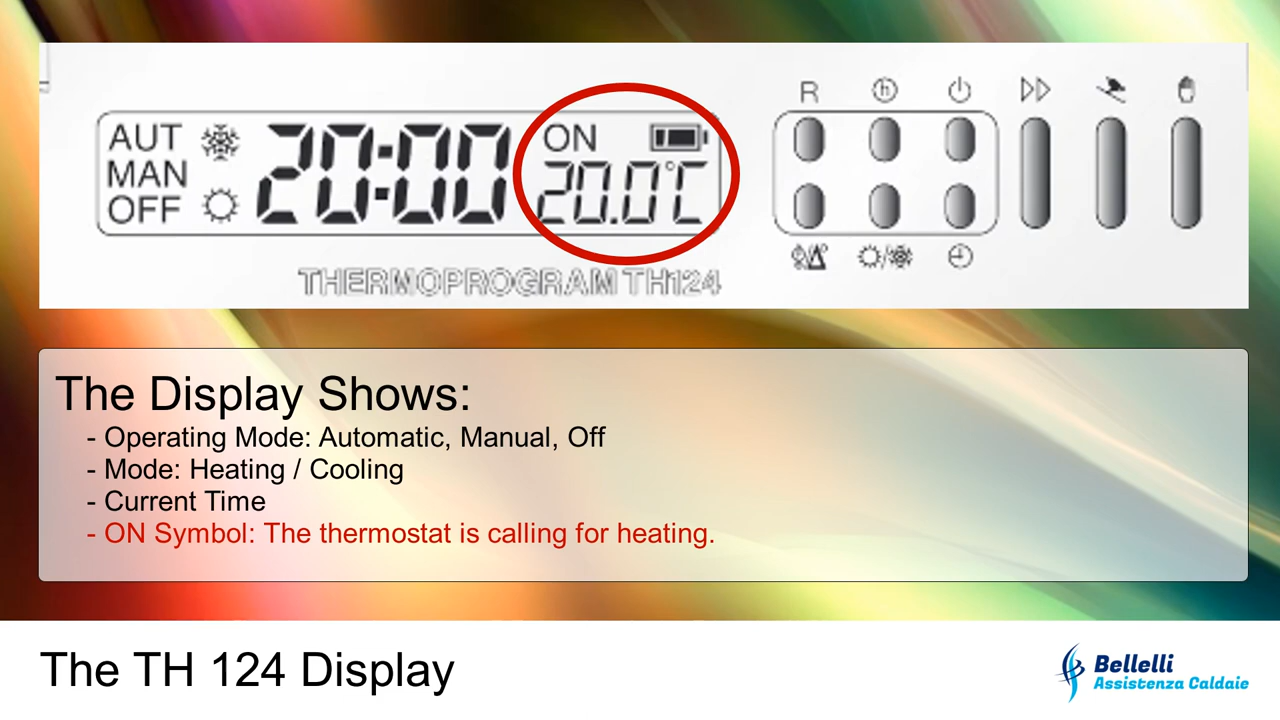 R
AUT
MAN
OFF
20:00
ON
20.0°C
THERMOPROGRAM TH124
The Display Shows:
- Operating Mode: Automatic, Manual, Off
- Mode: Heating / Cooling
- Current Time
- ON Symbol: The thermostat is calling for heating.
The TH 124 Display
Bellelli
Assistenza Caldaie